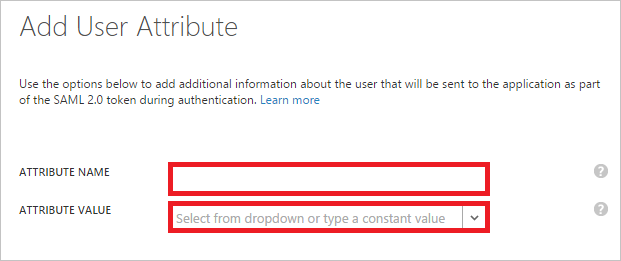 Add User Attribute
Use the options below to add additional information about the user that will be sent to the application as part
of the SAML 2.0 token during authentication. Learn more
ATTRIBUTE NAME
?
ATTRIBUTE VALUE
Select from dropdown or type a constant value
?